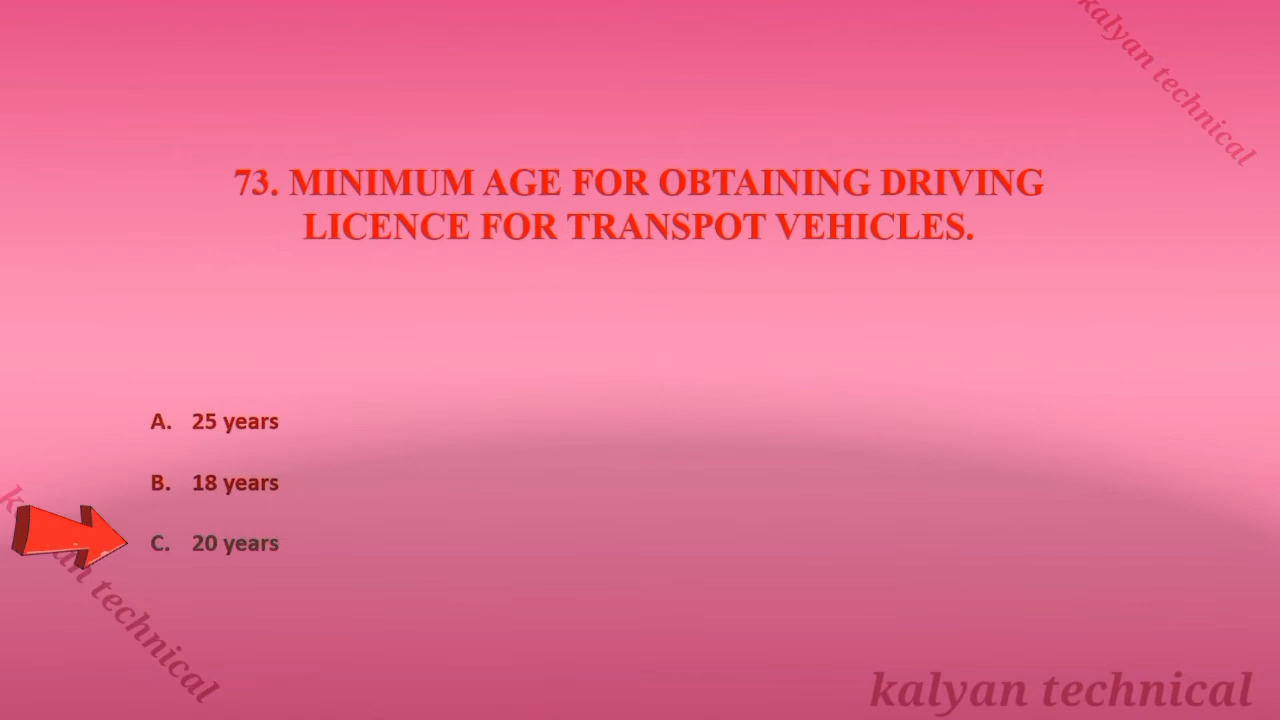 kalyan technical
73. MINIMUM AGE FOR OBTAINING DRIVING
LICENCE FOR TRANSPOT VEHICLES.
A. 25 years
B. 18 years
C. 20 years
kalyan technical
kalyan technical